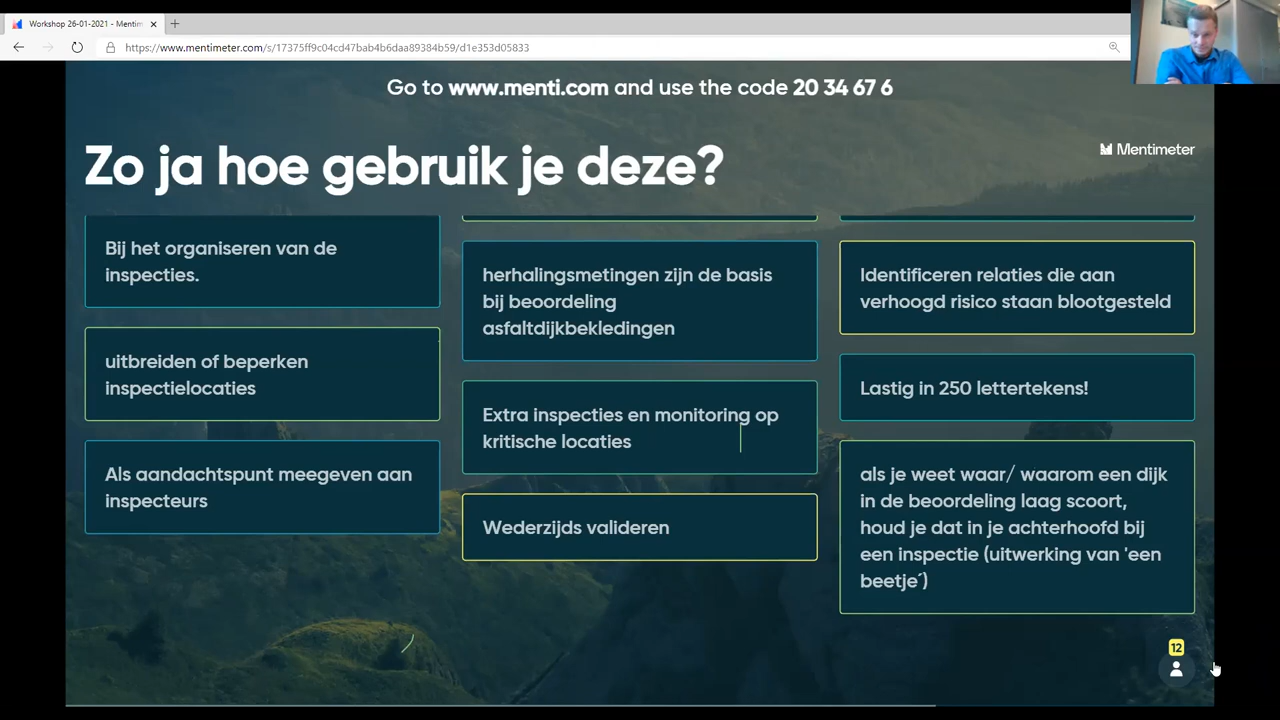 Workshop 26-01-2021 - Mentim
https://www.mentimeter.com/s/17375ff9c04cd47bab4b6daa89384b59/d1e353d05833
Go to www.menti.com and use the code 20 34 67 6
Zo ja hoe gebruik je deze?
Mentimeter
Bij het organiseren van de
inspecties.
uitbreiden of beperken
inspectielocaties
Als aandachtspunt meegeven aan
inspecteurs
herhalingsmetingen zijn de basis
bij beoordeling
asfaltdijkbekledingen
Extra inspecties en monitoring op
kritische locaties
Wederzijds valideren
Identificeren relaties die aan
verhoogd risico staan blootgesteld
Lastig in 250 lettertekens!
als je weet waar/ waarom een dijk
in de beoordeling laag scoort,
houd je dat in je achterhoofd bij
een inspectie (uitwerking van 'een
beetje´)
12